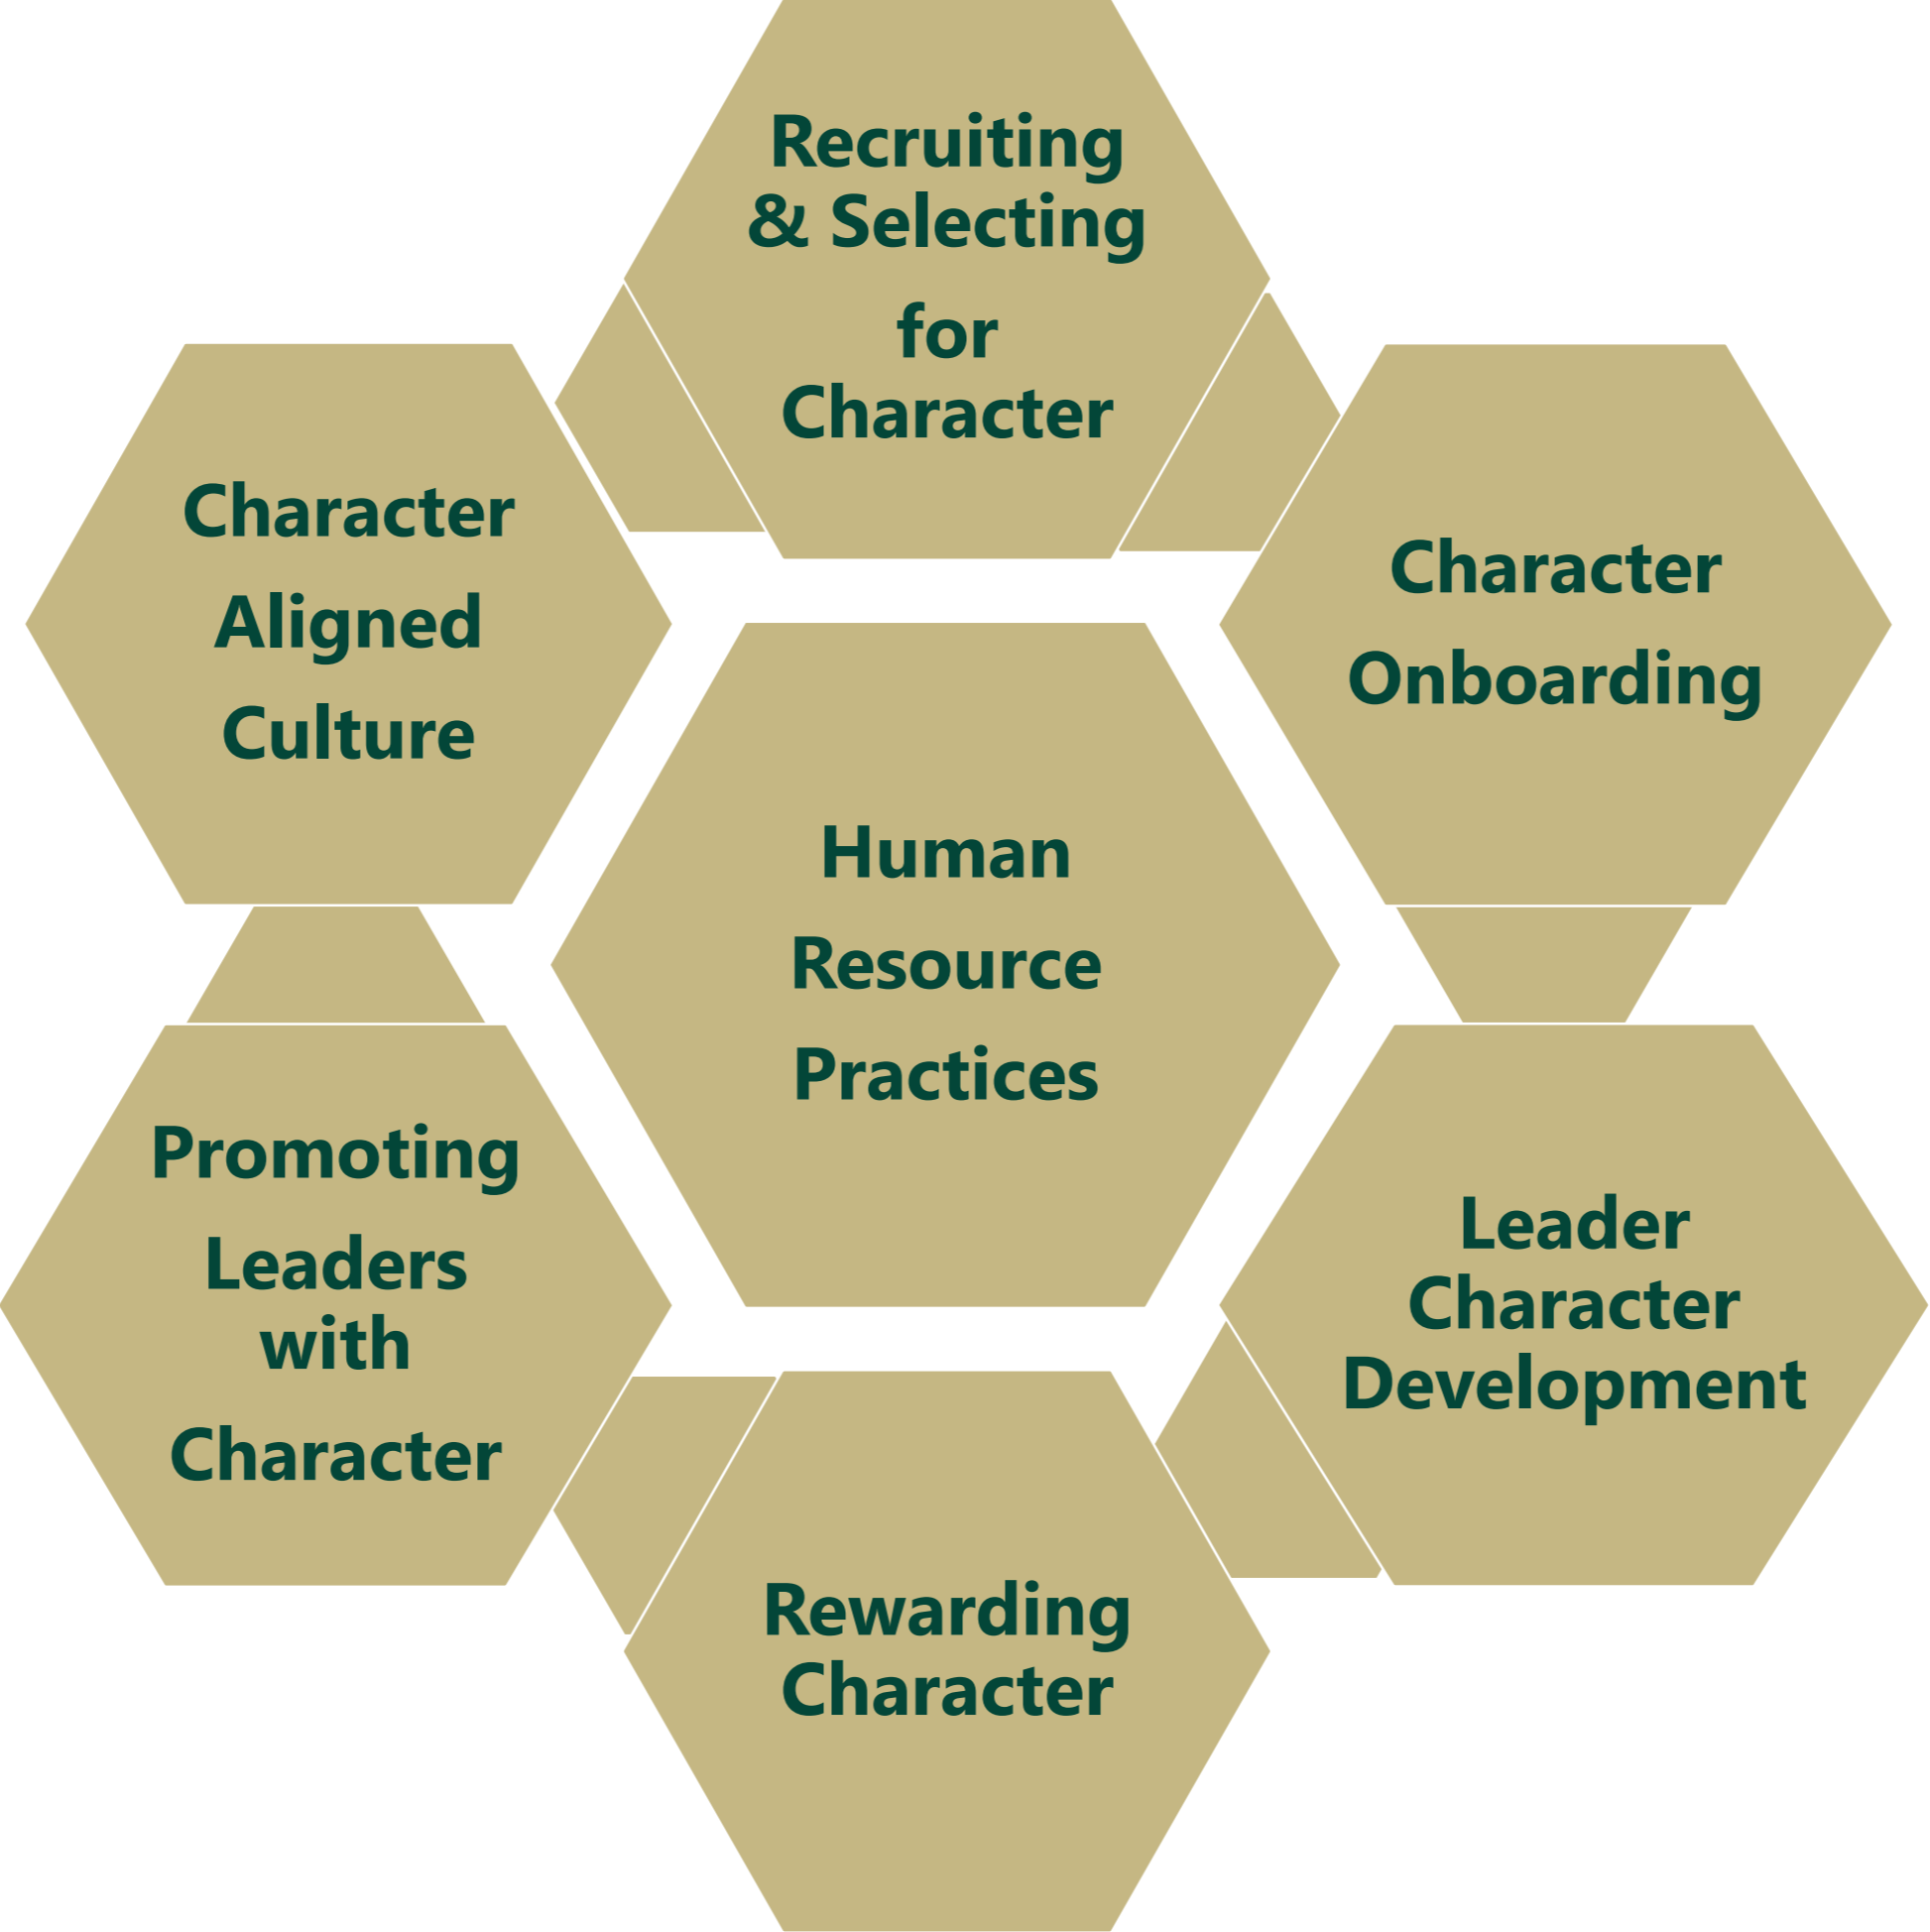 Recruiting
& Selecting
for
Character
Character
Aligned
Culture
Character
Onboarding
Human
Resource
Practices
Promoting
Leaders
with
Character
Leader
Character
Development
Rewarding
Character